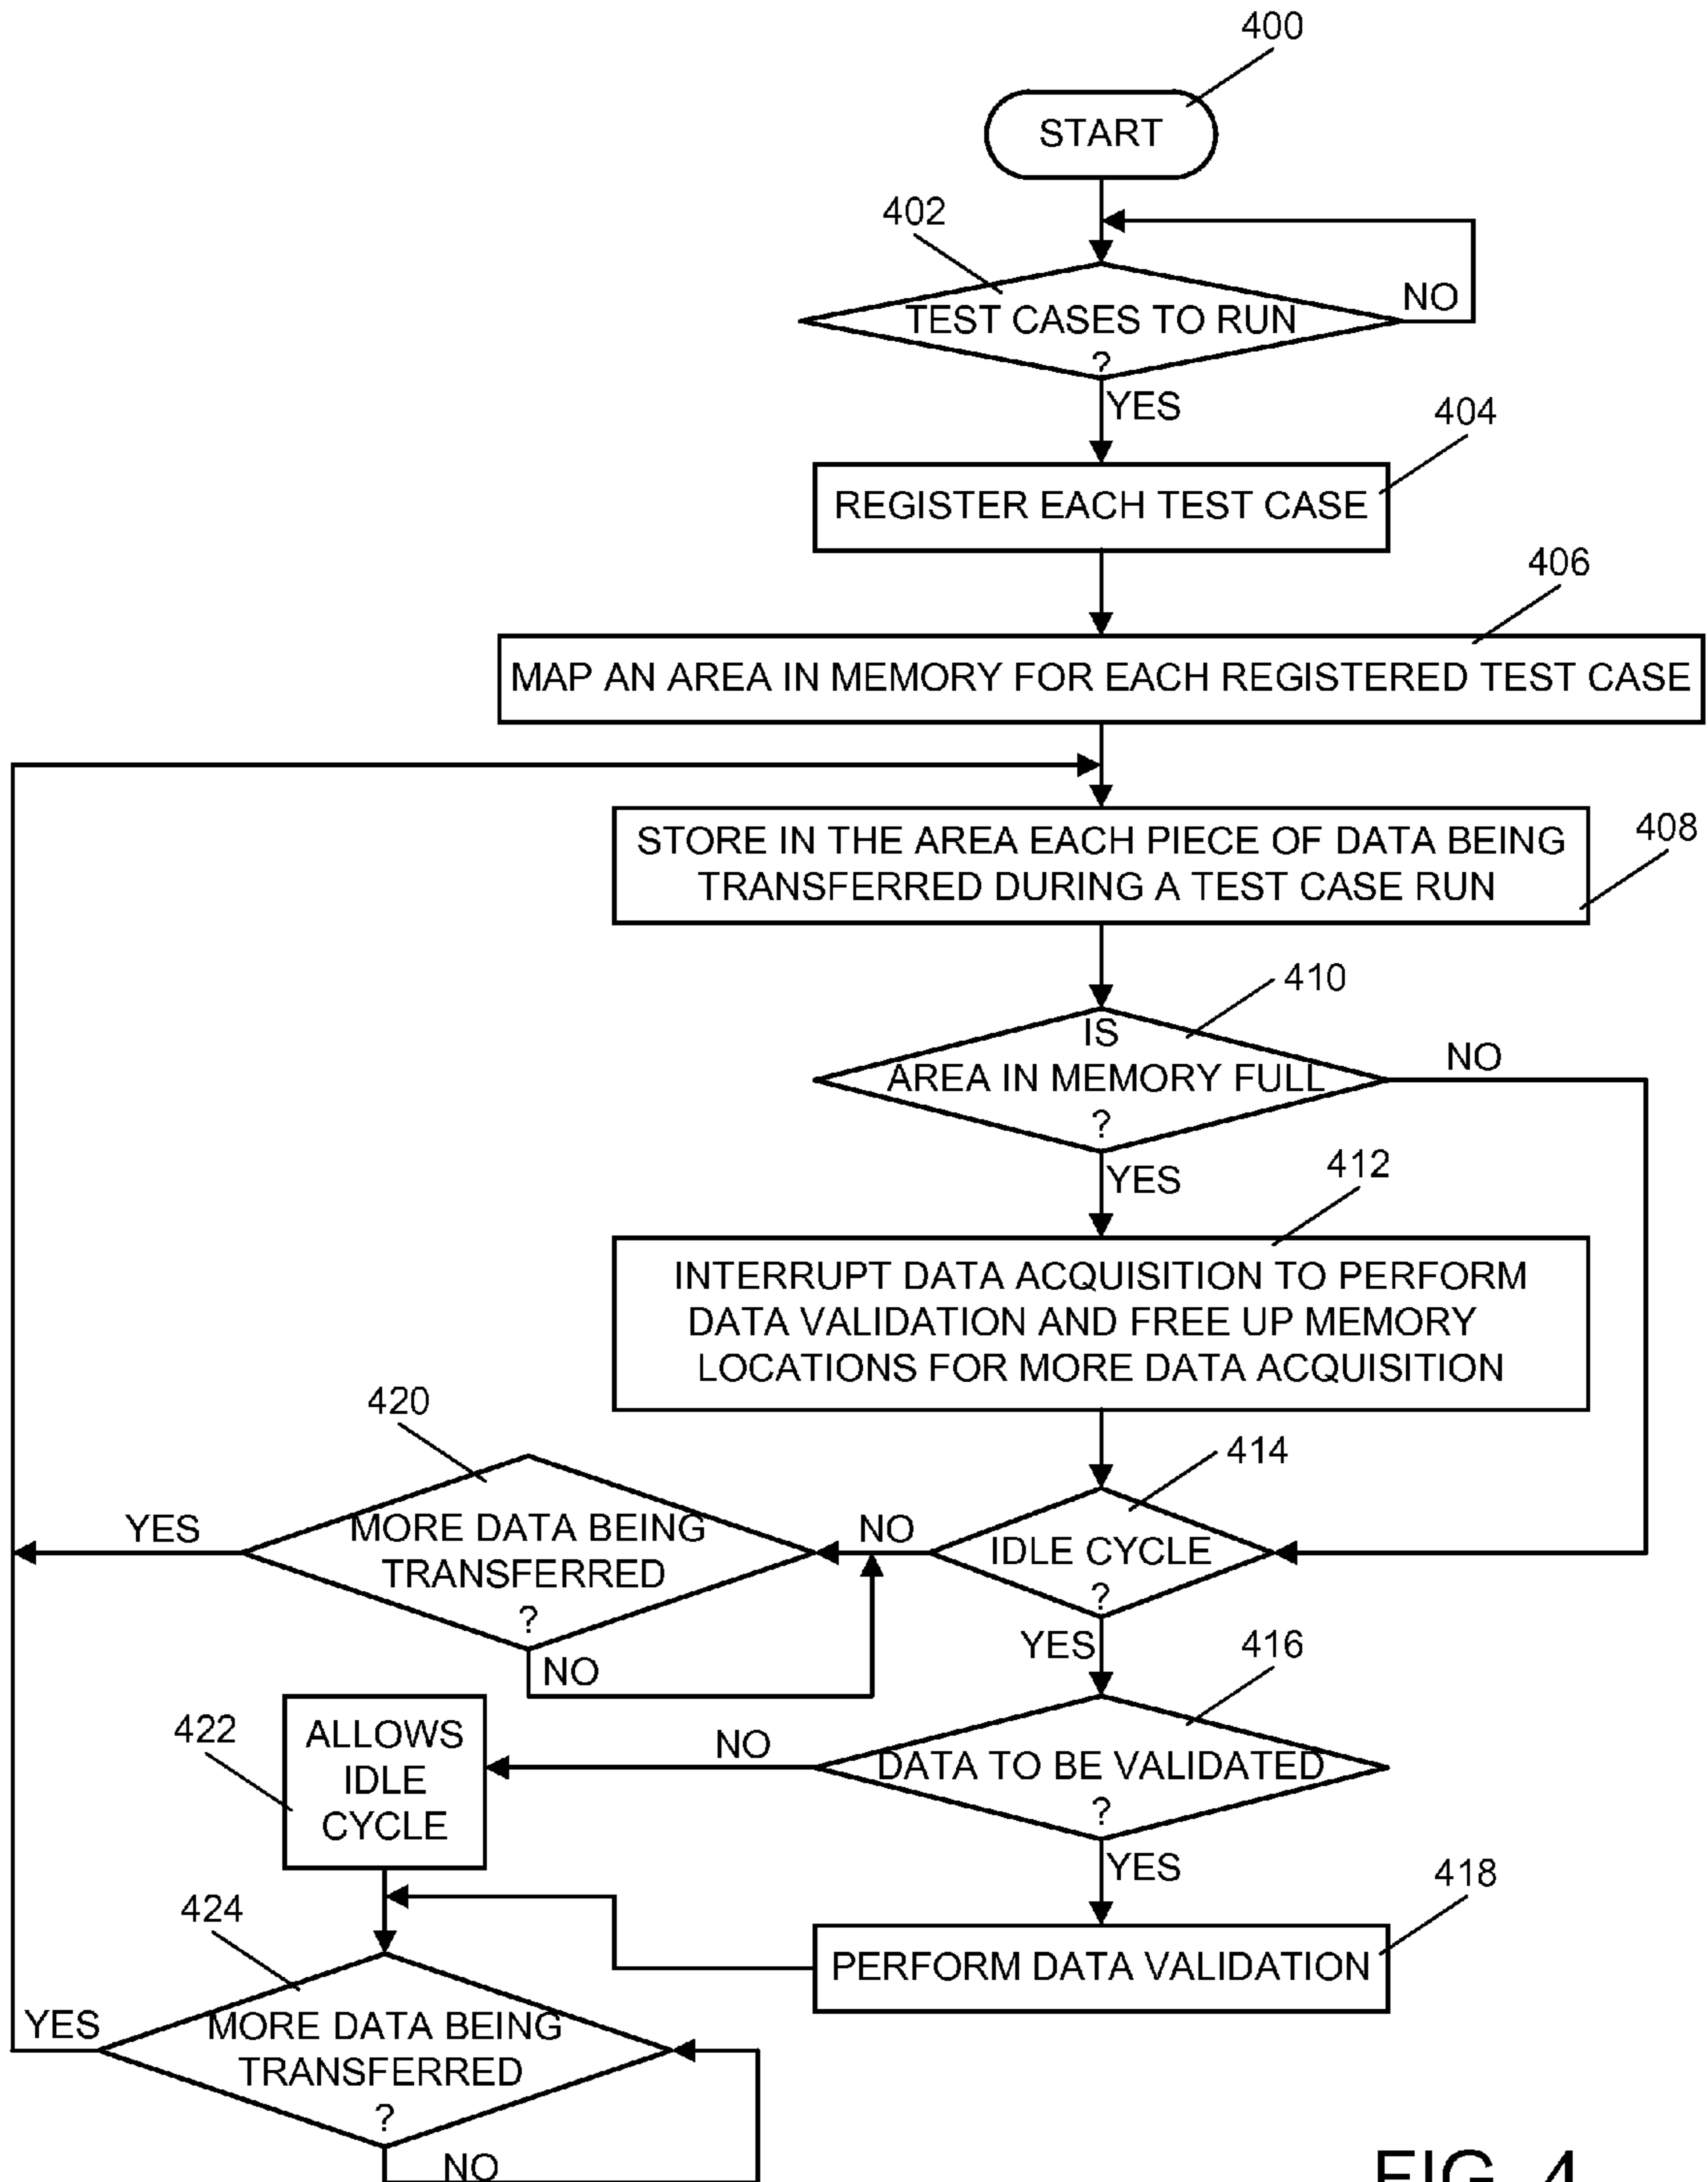 400
START
402
TEST CASES TO RUN
?
NO
YES
404
REGISTER EACH TEST CASE
406
MAP AN AREA IN MEMORY FOR EACH REGISTERED TEST CASE
408
STORE IN THE AREA EACH PIECE OF DATA BEING
TRANSFERRED DURING A TEST CASE RUN
410
IS
AREA IN MEMORY FULL
?
NO
YES
412
INTERRUPT DATA ACQUISITION TO PERFORM
DATA VALIDATION AND FREE UP MEMORY
LOCATIONS FOR MORE DATA ACQUISITION
420
414
YES
MORE DATA BEING
TRANSFERRED
?
NO
IDLE CYCLE
?
NO
YES
416
422
ALLOWS
IDLE
CYCLE
NO
DATA TO BE VALIDATED
?
YES
418
PERFORM DATA VALIDATION
424
YES
MORE DATA BEING
TRANSFERRED
?
NO
FIG. 4